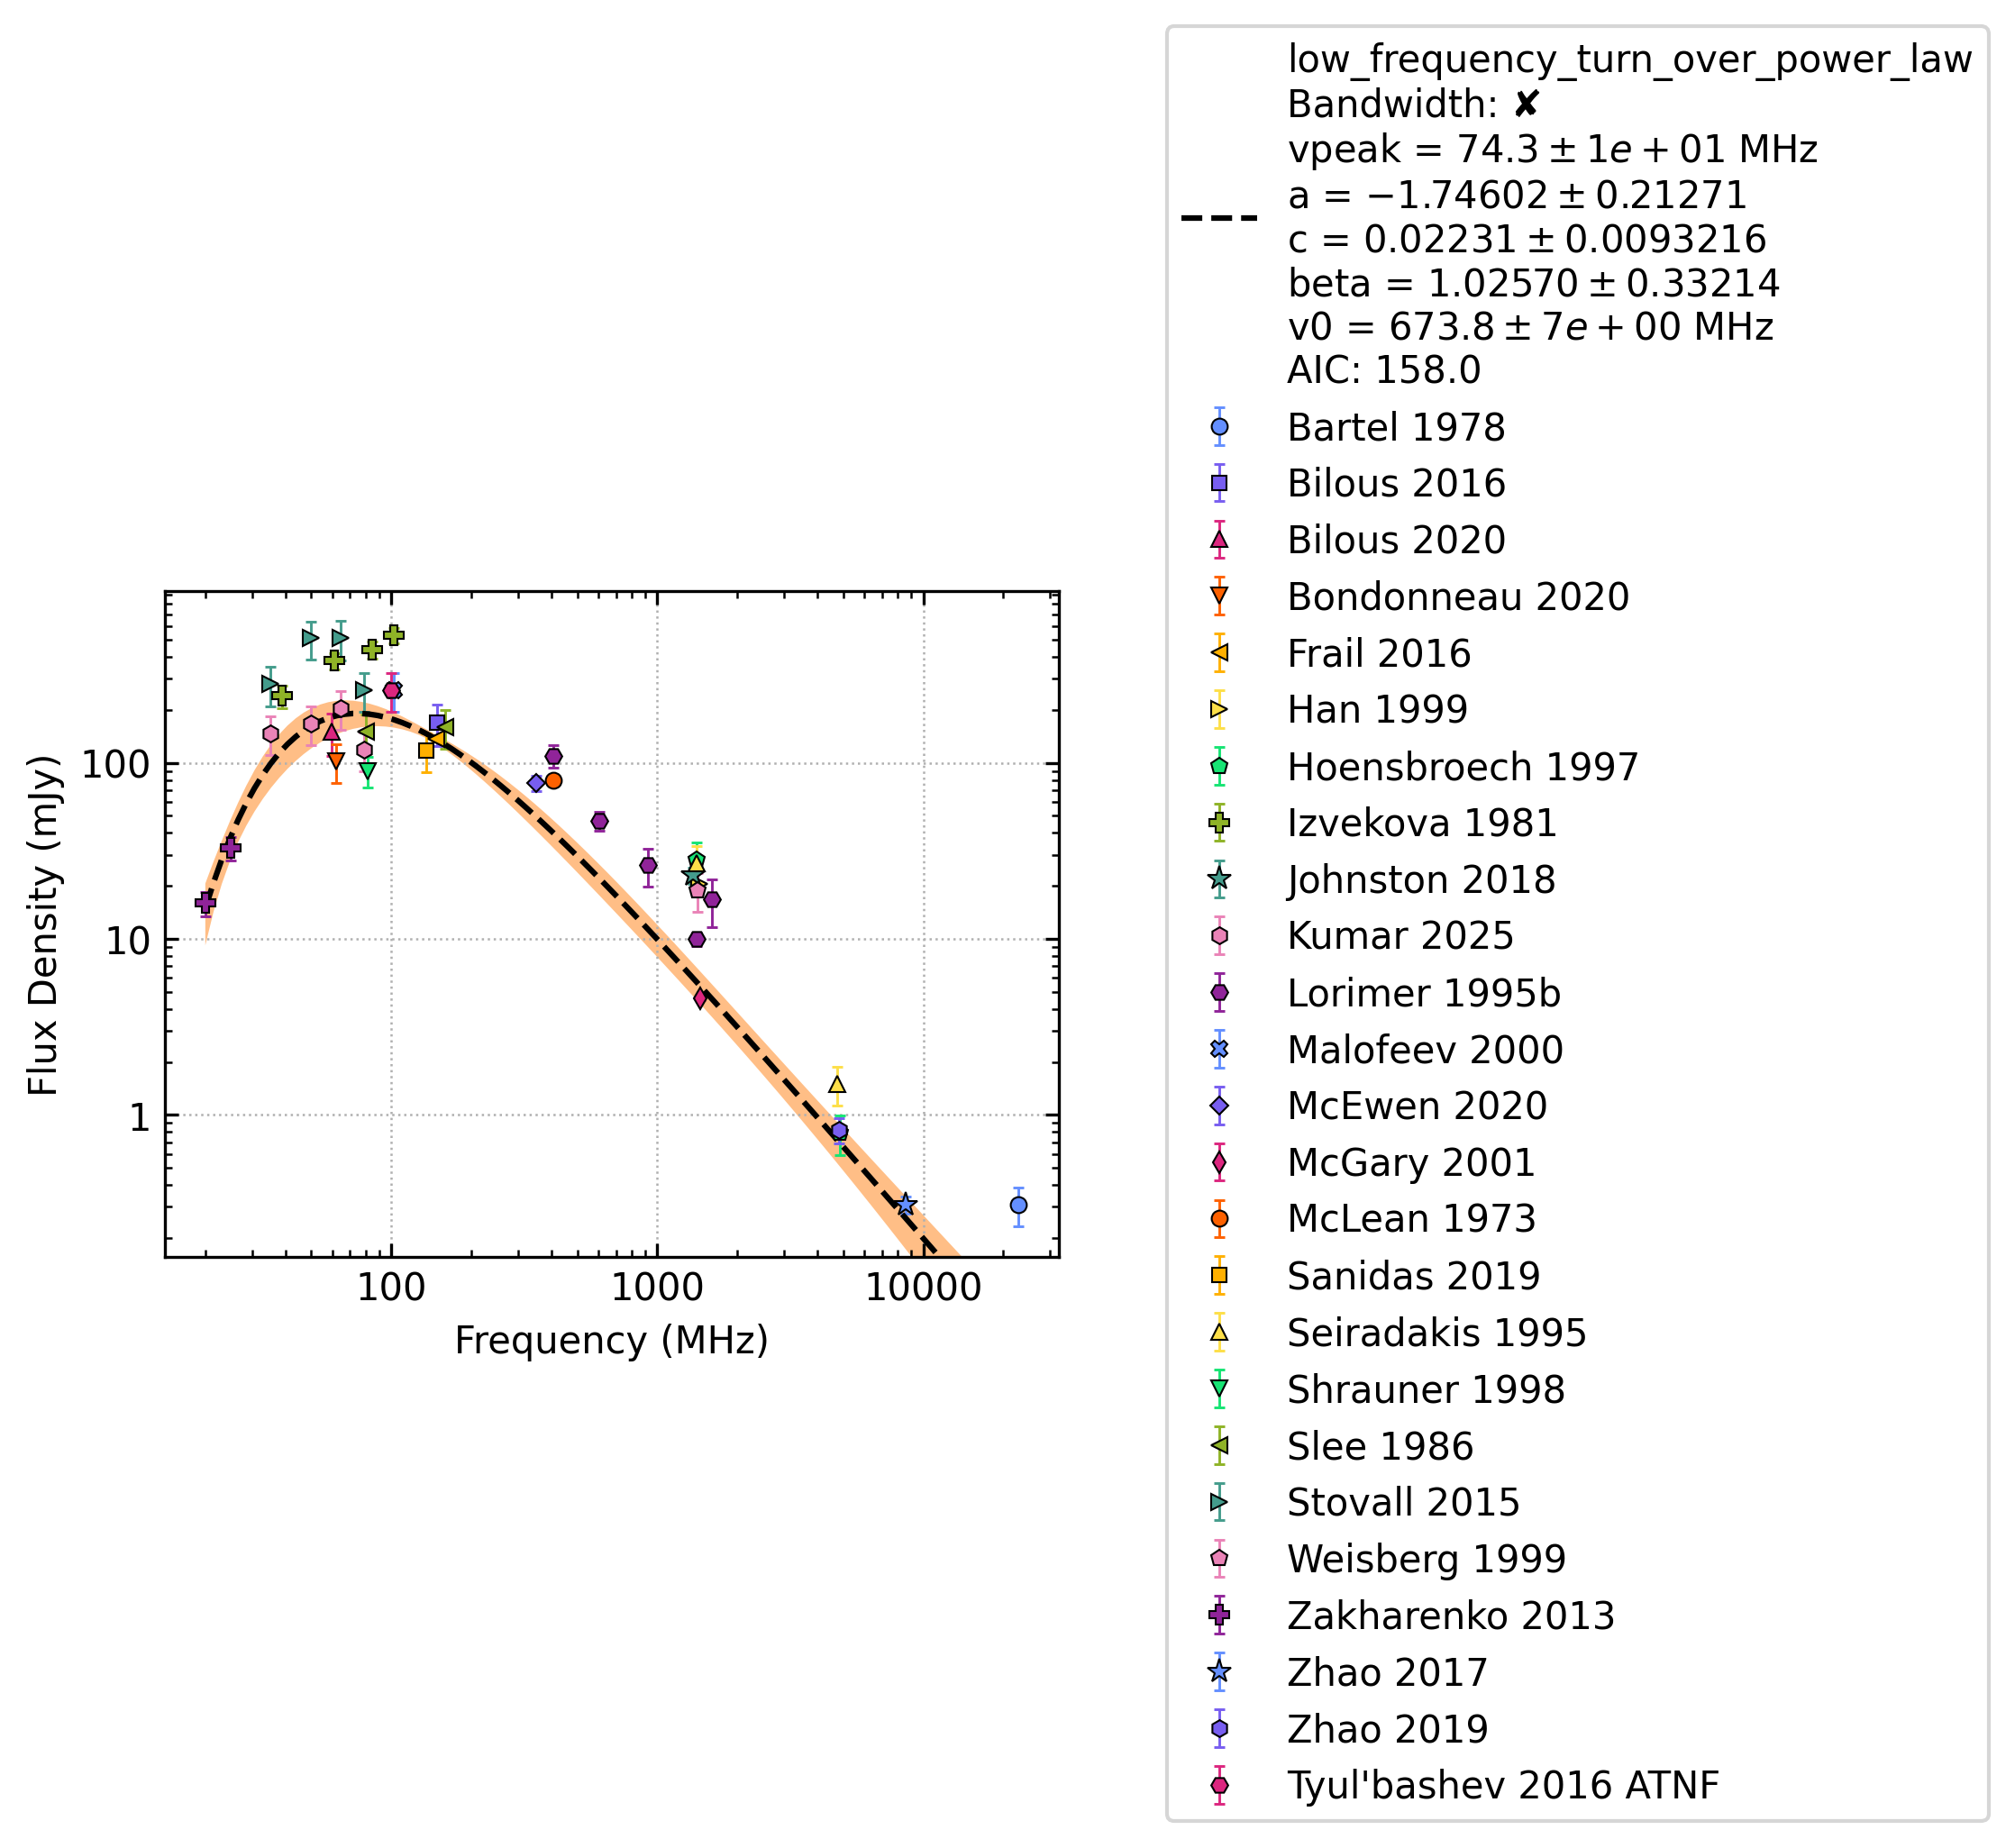 low_frequency_turn_over_power_law
Bandwidth: ✘
vpeak = 74.3 ± 1e + 01 MHz
a = −1.74602 ± 0.21271
c = 0.02231 ± 0.0093216
beta = 1.02570 ± 0.33214
v0 = 673.8 ± 7e + 00 MHz
AIC: 158.0
Bartel 1978
Bilous 2016
Bilous 2020
Bondonneau 2020
Frail 2016
Han 1999
Hoensbroech 1997
Izvekova 1981
Johnston 2018
Kumar 2025
Lorimer 1995b
Malofeev 2000
McEwen 2020
McGary 2001
McLean 1973
Sanidas 2019
Seiradakis 1995
Shrauner 1998
Slee 1986
Stovall 2015
Weisberg 1999
Zakharenko 2013
Zhao 2017
Zhao 2019
Tyul'bashev 2016 ATNF
Flux Density (mJy)
100
10
1
100
1000
10000
Frequency (MHz)